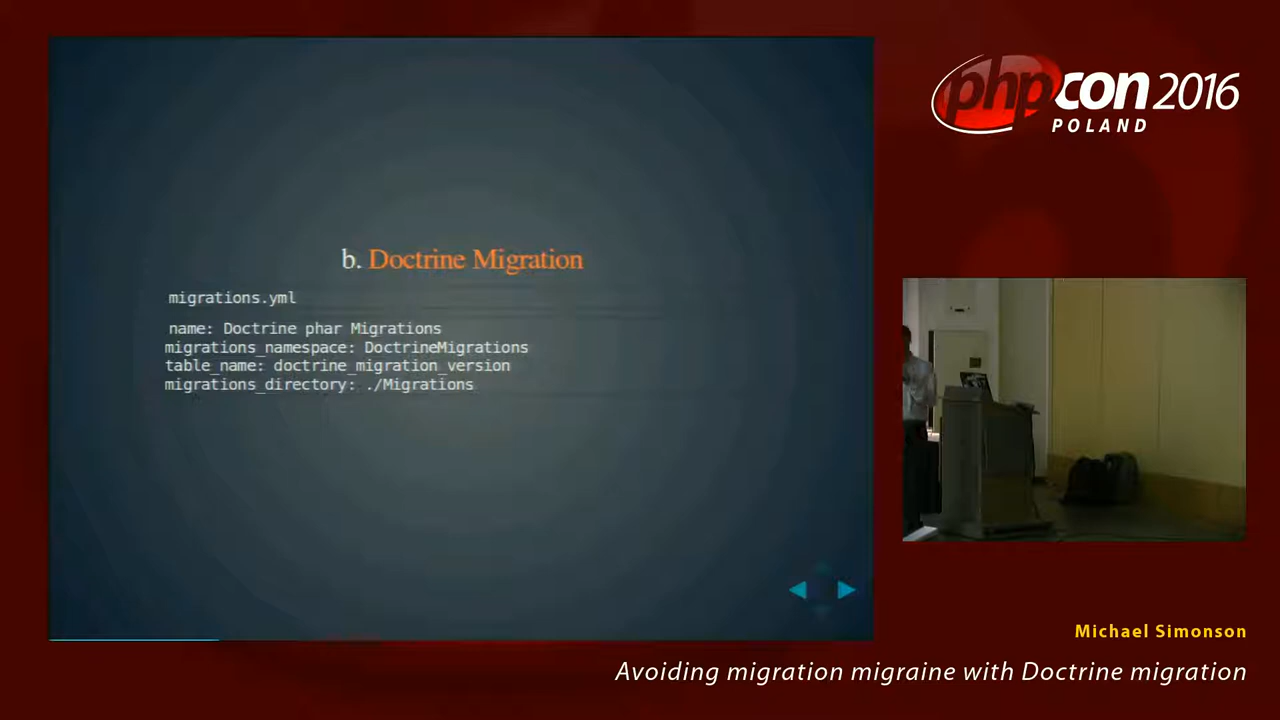 phpcon 2016
POLAND
b. Doctrine Migration
migrations.yml
name: Doctrine phar Migrations
migrations_namespace: DoctrineMigrations
table_name: doctrine_migration_version
migrations_directory: ./Migrations
Michael Simonson
Avoiding migration migraine with Doctrine migration